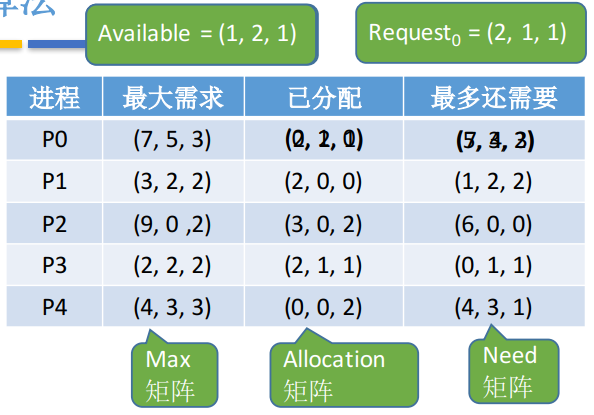 算法
Available = (1, 2, 1)
Request₀ = (2, 1, 1)
进程 最大需求 已分配 最多还需要
P0 (7, 5, 3)
P1 (3, 2, 2) (2, 0, 0) (1, 2, 2)
P2 (9, 0 ,2) (3, 0, 2) (6, 0, 0)
P3 (2, 2, 2) (2, 1, 1) (0, 1, 1)
P4 (4, 3, 3) (0, 0, 2) (4, 3, 1)
Max
矩阵
Allocation
矩阵
Need
矩阵